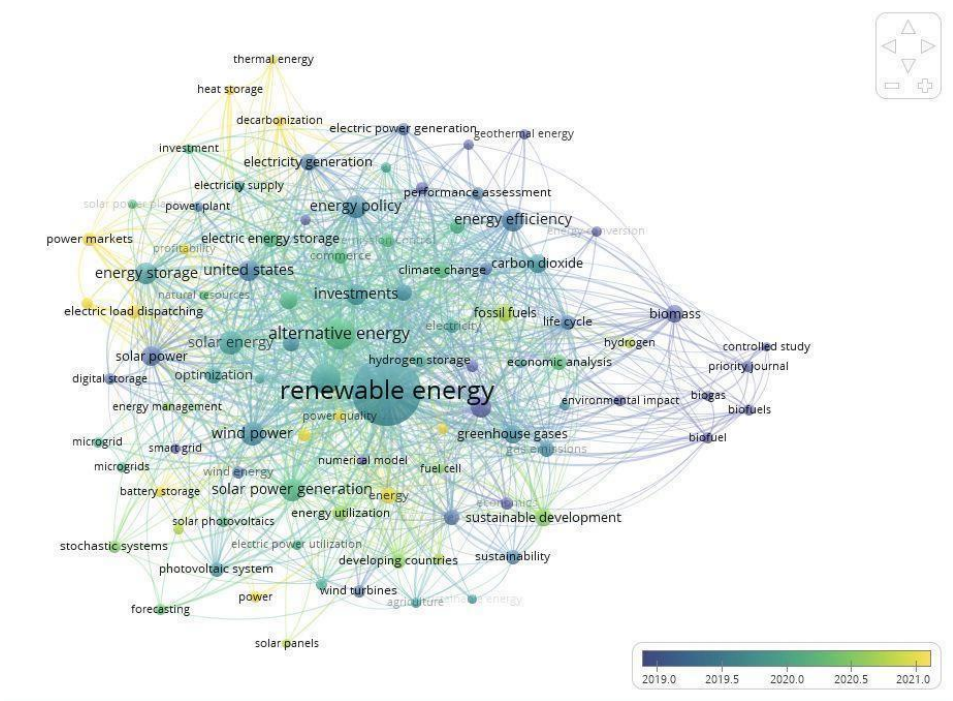 thermal energy
heat storage
decarbonization
electric power generation
geothermal energy
investment
electricity generation
electricity supply
performance assessment
power plant
energy policy
energy efficiency
power markets
electric energy storage
emission control
energy conversion
profitability
commerce
energy storage
united states
climate change
carbon dioxide
natural resources
investments
electric load dispatching
fossil fuels
life cycle
biomass
alternative energy
electricity
solar energy
hydrogen
controlled study
solar power
hydrogen storage
economic analysis
priority journal
digital storage
optimization
renewable energy
biogas
environmental impact
energy management
power quality
biofuels
wind power
greenhouse gases
biofuel
microgrid
smart grid
gas emissions
microgrids
wind energy
numerical model
fuel cell
battery storage
solar power generation
energy
energy utilization
sustainable development
solar photovoltaics
stochastic systems
electric power utilization
developing countries
sustainability
photovoltaic system
power
wind turbines
agriculture
forecasting
solar panels
2019.0 2019.5 2020.0 2020.5 2021.0